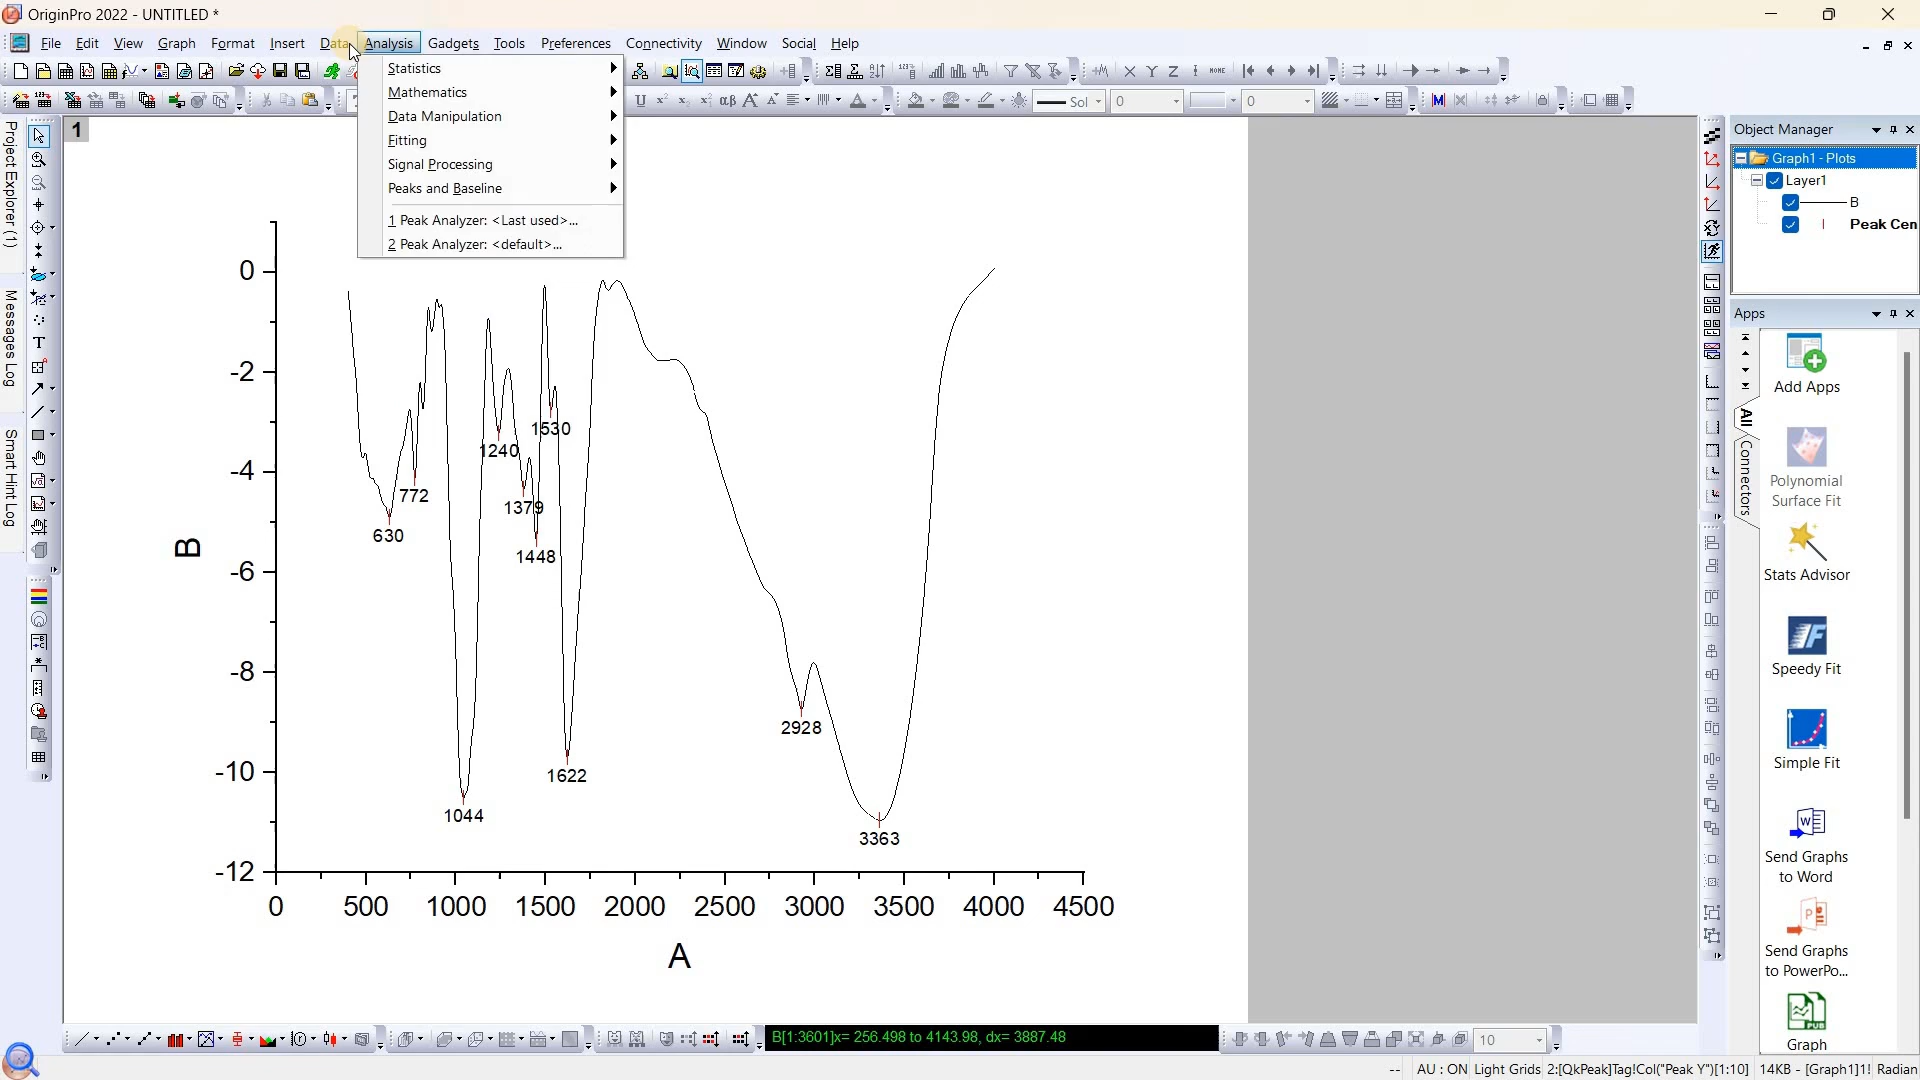 OriginPro 2022 - UNTITLED *
File Edit View Graph Format Insert Data Analysis Gadgets Tools Preferences Connectivity Window Social Help
Statistics
Mathematics
Data Manipulation
Fitting
Signal Processing
Peaks and Baseline
1 Peak Analyzer: <Last used>...
2 Peak Analyzer: <default>...
Sol 0 0
Project Explorer (1)
Messages Log
Smart Hint Log
1
0
-2
-4
-6
-8
-10
-12
B
630
772
1044
1240
1379
1448
1530
1622
2928
3363
0 500 1000 1500 2000 2500 3000 3500 4000 4500
A
Object Manager
Graph1 - Plots
Layer1
B
Peak Cen
Apps
All
Connectors
Add Apps
Polynomial
Surface Fit
Stats Advisor
Speedy Fit
Simple Fit
Send Graphs
to Word
Send Graphs
to PowerPo...
Graph
B[1:3601]x= 256.498 to 4143.98, dx= 3887.48
10
-- AU : ON Light Grids 2:[QkPeak]Tag!Col("Peak Y")[1:10] 14KB - [Graph1]1! Radian